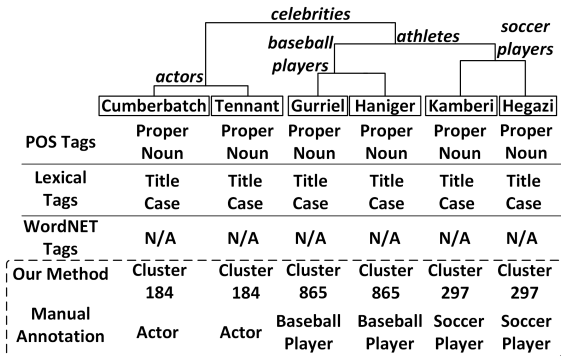 celebrities
baseball players
athletes
soccer players
actors
Cumberbatch Tennant Gurriel Haniger Kamberi Hegazi
POS Tags
Proper Proper Proper Proper Proper Proper
Noun Noun Noun Noun Noun Noun
Lexical Tags
Title Title Title Title Title Title
Case Case Case Case Case Case
WordNET Tags
N/A N/A N/A N/A N/A N/A
Our Method
Cluster Cluster Cluster Cluster Cluster Cluster
184 184 865 865 297 297
Manual Annotation
Actor Actor Baseball Baseball Soccer Soccer
Player Player Player Player